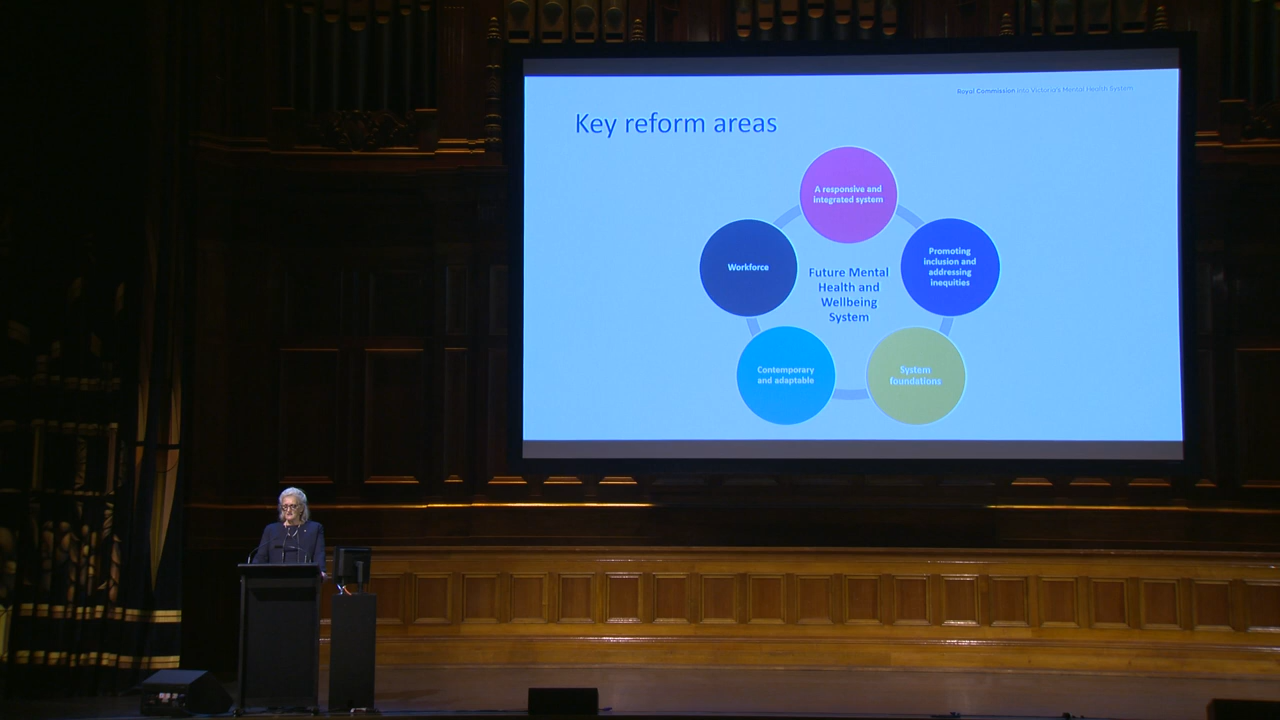 Royal Commission into Victoria's Mental Health System
Key reform areas
A responsive and
integrated system
Promoting
inclusion and
addressing
inequities
System
foundations
Contemporary
and adaptable
Workforce
Future Mental
Health and
Wellbeing
System